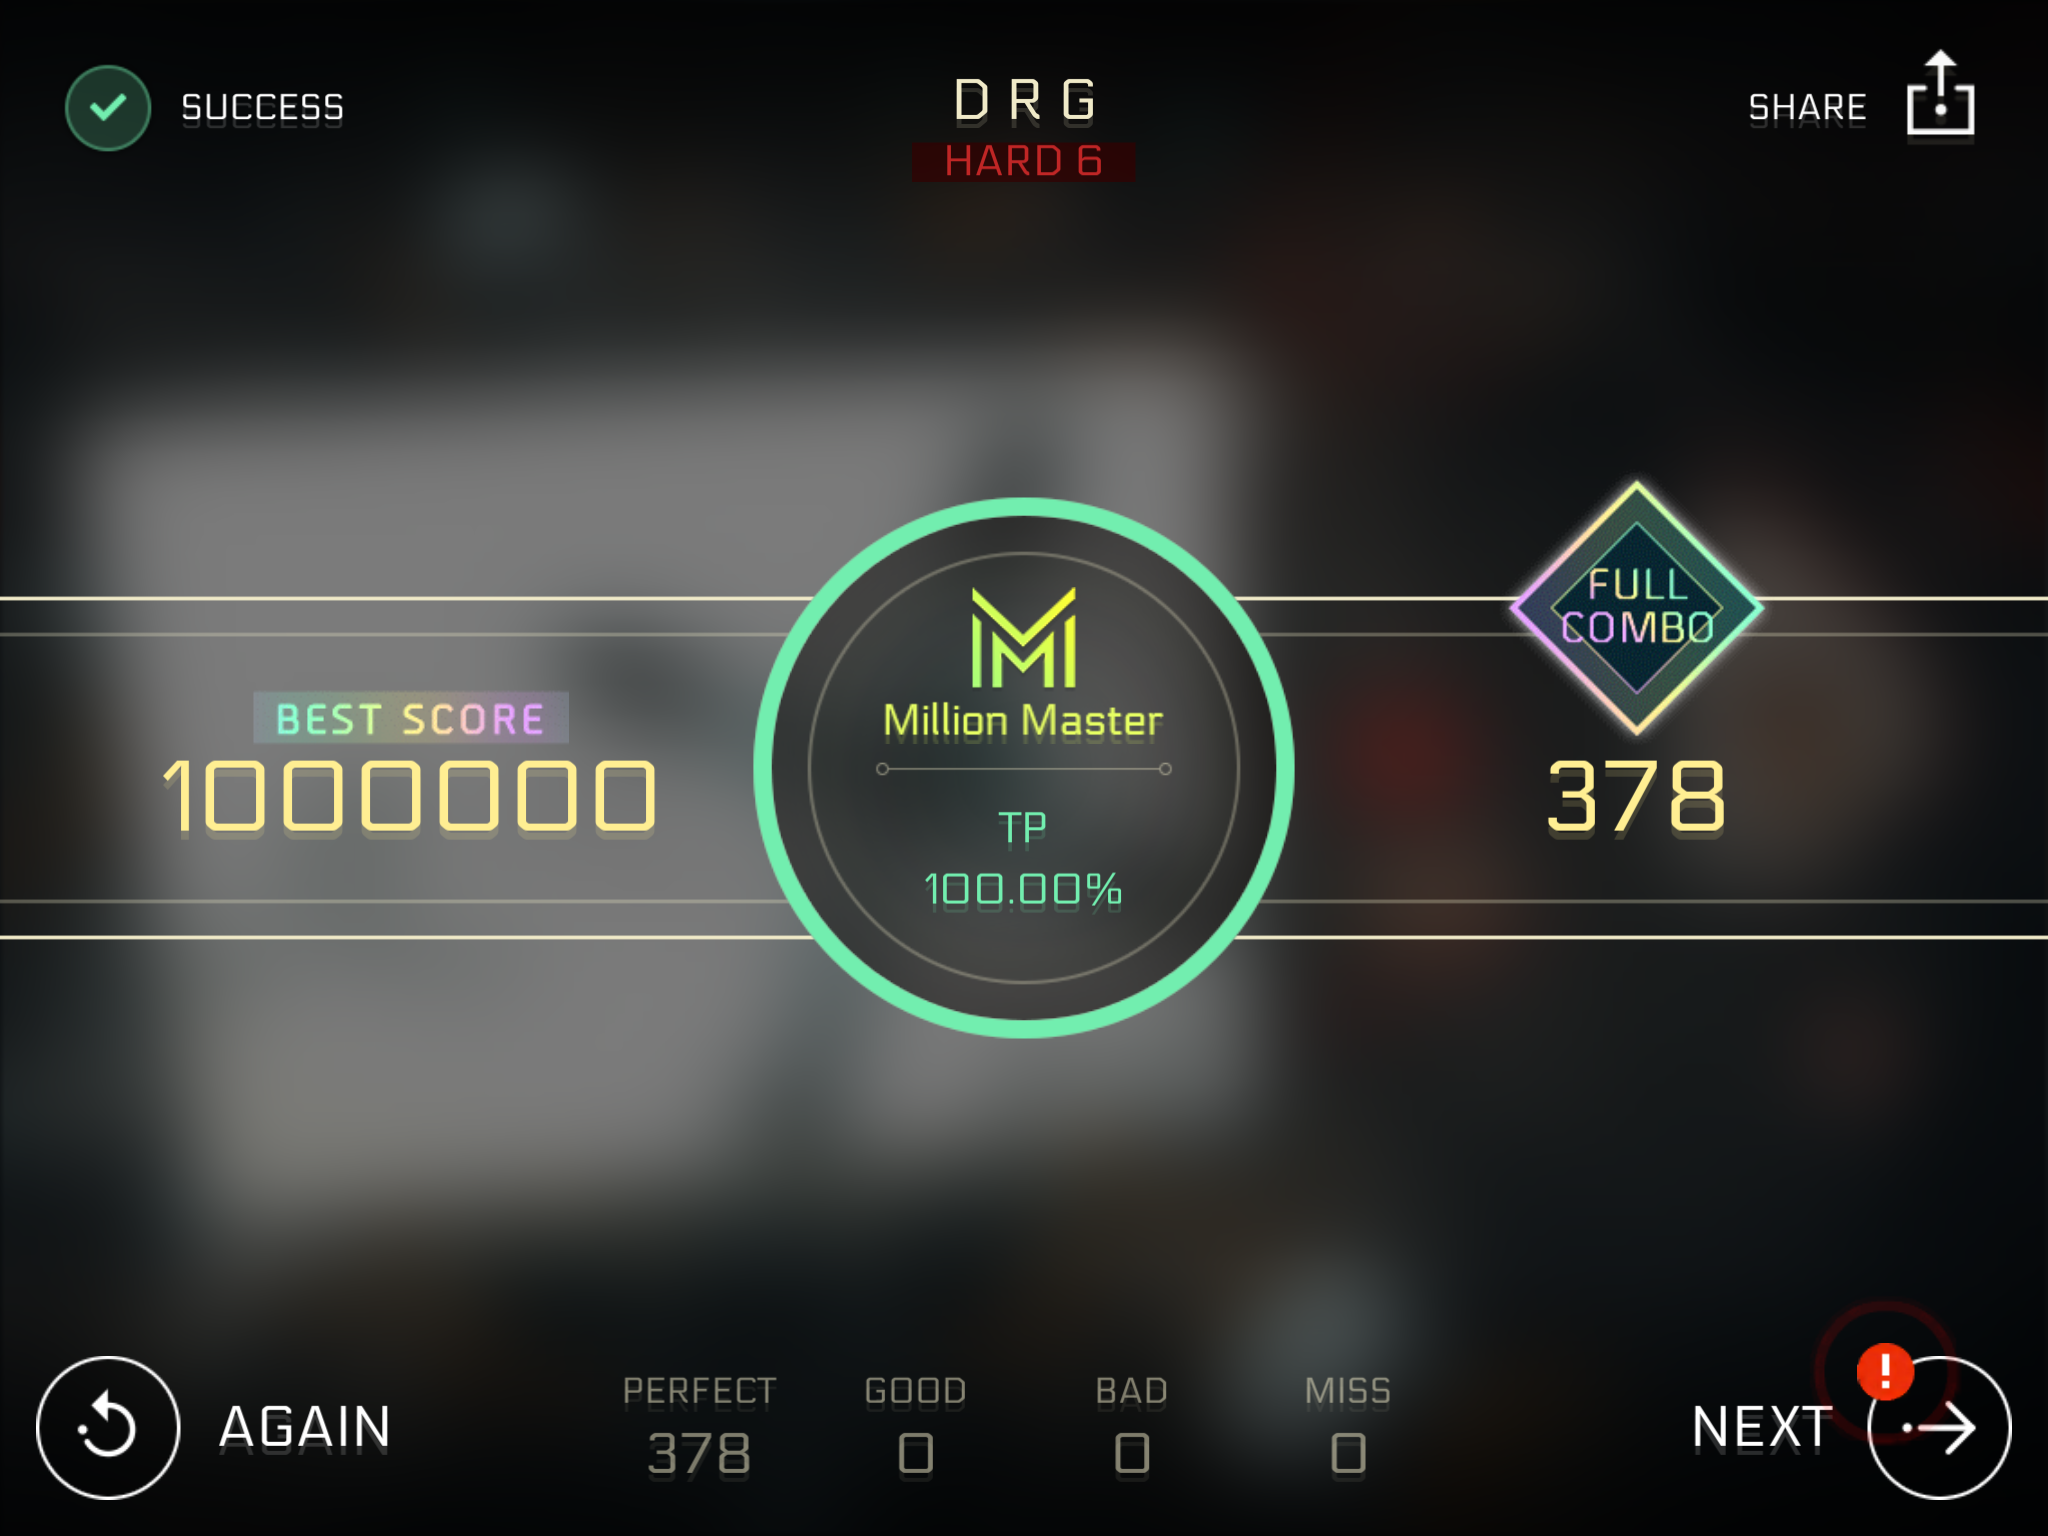 SUCCESS
DRG
HARD 6
SHARE
FULL
COMBO
Million Master
BEST SCORE
1000000
378
TP
100.00%
AGAIN
PERFECT
378
GOOD
0
BAD
0
MISS
0
NEXT
!